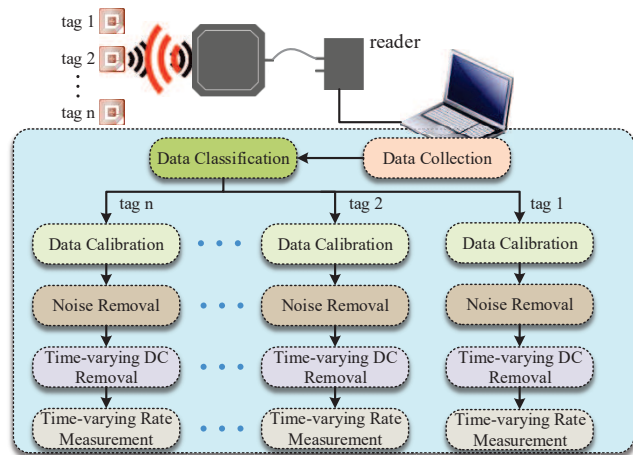 tag 1
tag 2
tag n
reader
Data Classification
Data Collection
tag n
tag 2
tag 1
Data Calibration
Data Calibration
Data Calibration
Noise Removal
Noise Removal
Noise Removal
Time-varying DC
Removal
Time-varying DC
Removal
Time-varying DC
Removal
Time-varying Rate
Measurement
Time-varying Rate
Measurement
Time-varying Rate
Measurement